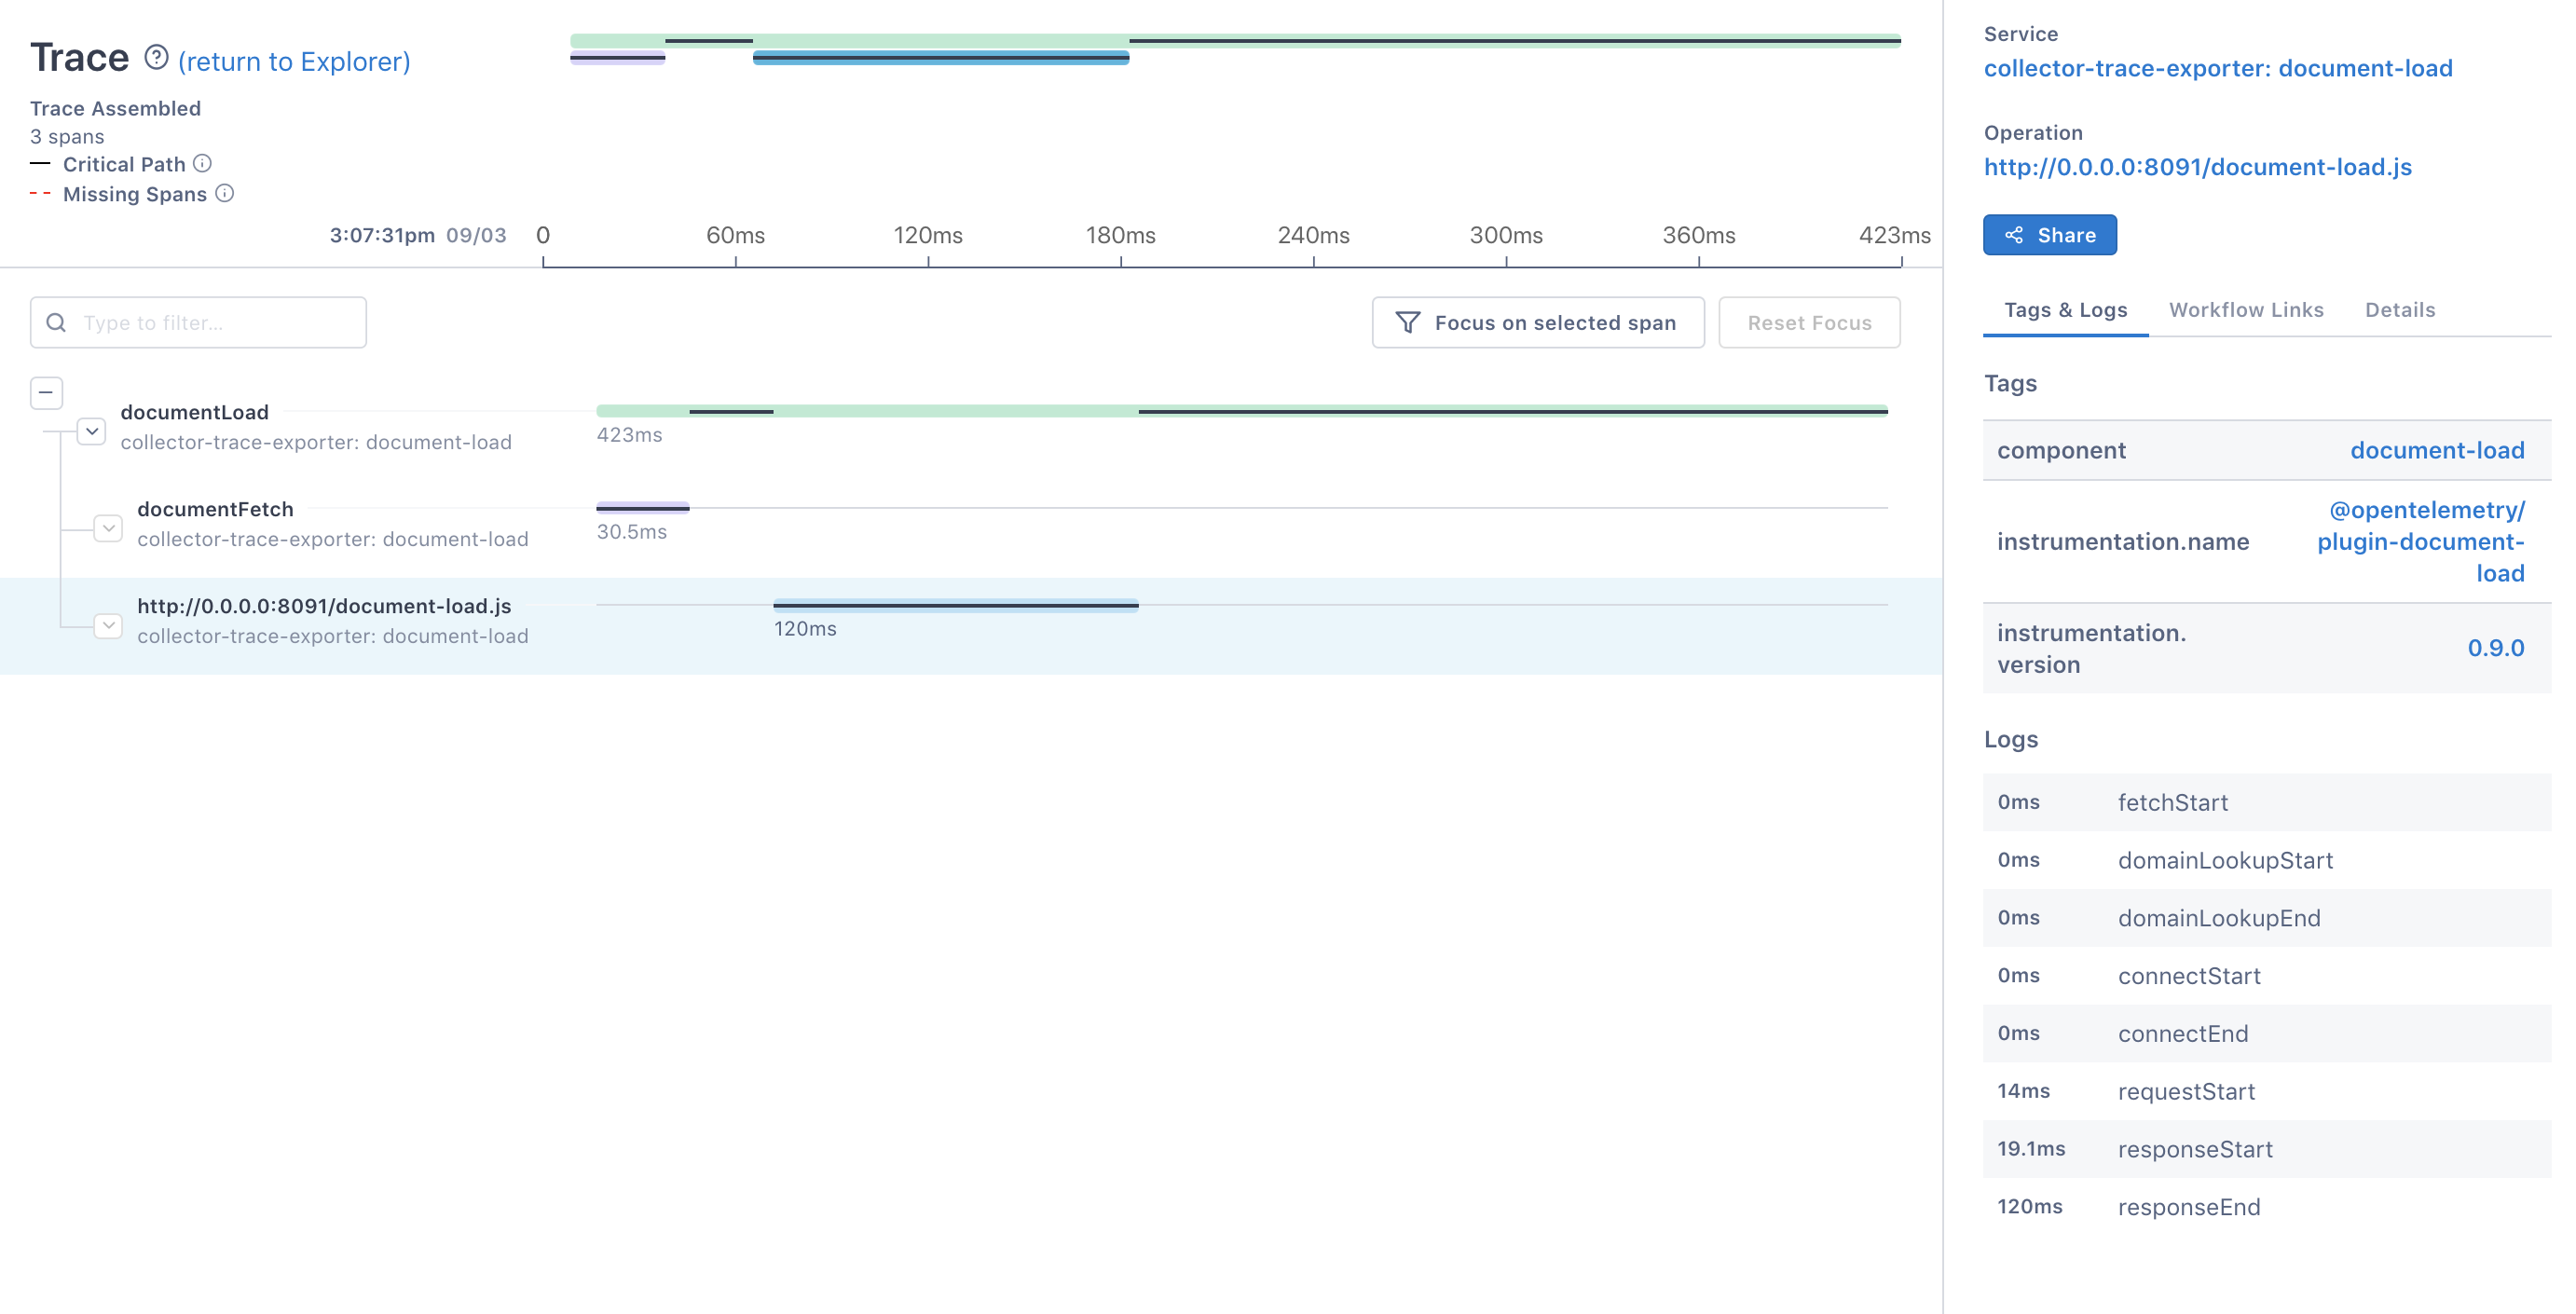 Trace (return to Explorer)
Trace Assembled
3 spans
Critical Path
Missing Spans
3:07:31pm 09/03 0 60ms 120ms 180ms 240ms 300ms 360ms 423ms
Type to filter...
Focus on selected span
Reset Focus
documentLoad
collector-trace-exporter: document-load
423ms
documentFetch
collector-trace-exporter: document-load
30.5ms
http://0.0.0.0:8091/document-load.js
collector-trace-exporter: document-load
120ms
Service
collector-trace-exporter: document-load
Operation
http://0.0.0.0:8091/document-load.js
Share
Tags & Logs Workflow Links Details
Tags
component document-load
instrumentation.name @opentelemetry/
plugin-document-
load
instrumentation.
version 0.9.0
Logs
0ms fetchStart
0ms domainLookupStart
0ms domainLookupEnd
0ms connectStart
0ms connectEnd
14ms requestStart
19.1ms responseStart
120ms responseEnd